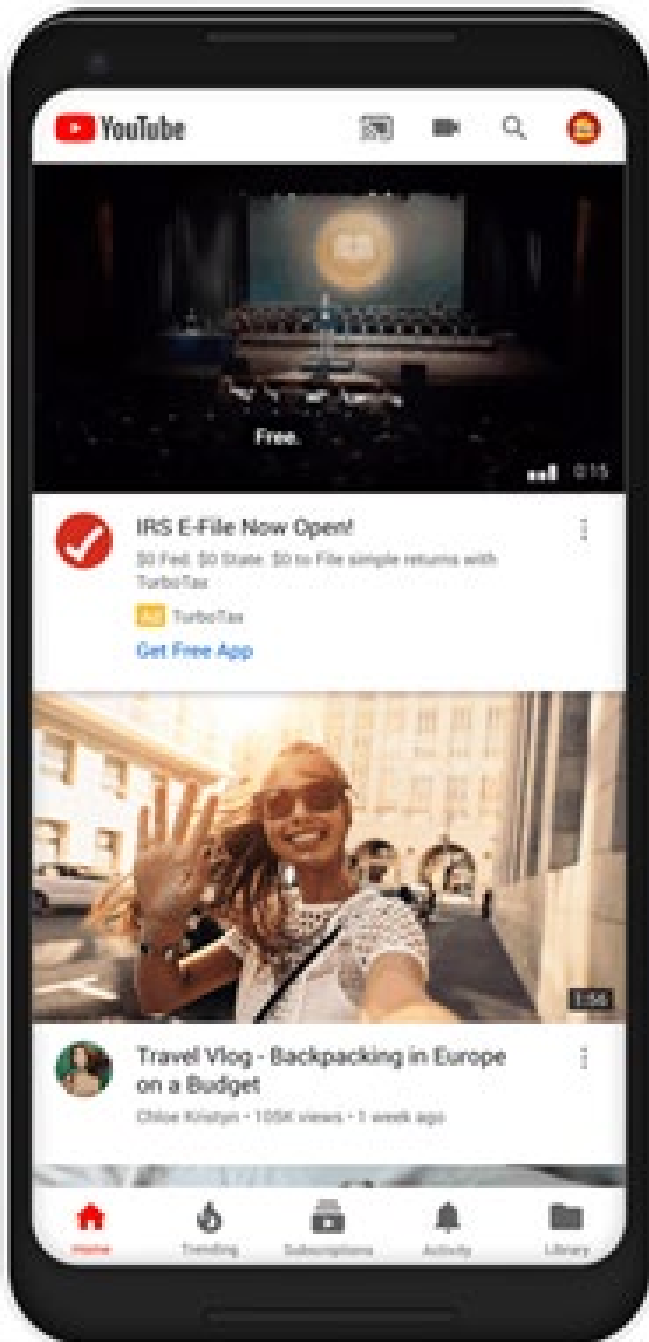 YouTube
Free.
0:15
IRS E-File Now Open!
$0 Fed. $0 State. $0 to File simple returns with
TurboTax
Ad TurboTax
Get Free App
1:56
Travel Vlog - Backpacking in Europe
on a Budget
Chloe Kristyn • 105K views • 1 week ago
Home Trending Subscriptions Activity Library